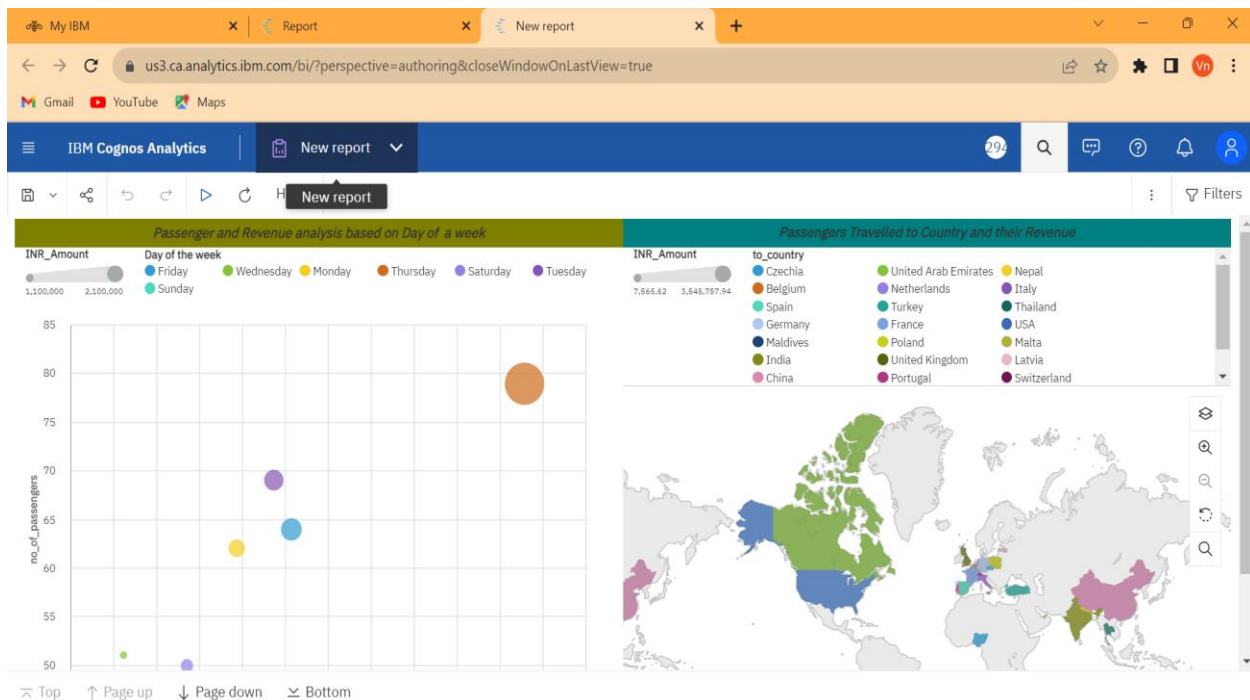 My IBM
Report
New report
us3.ca.analytics.ibm.com/bi/?perspective=authoring&closeWindowOnLastView=true
Vn
Gmail YouTube Maps
IBM Cognos Analytics
New report
294
New report
Filters
Passenger and Revenue analysis based on Day of a week
INR_Amount
1,100,000 2,100,000
Day of the week
Friday Wednesday Monday Thursday Saturday Tuesday
Sunday
85
80
75
70
65
60
55
50
no_of_passengers
Passengers Travelled to Country and their Revenue
INR_Amount
7,565.62 3,545,757.94
to_country
Czechia United Arab Emirates Nepal
Belgium Netherlands Italy
Spain Turkey Thailand
Germany France USA
Maldives Poland Malta
India United Kingdom Latvia
China Portugal Switzerland
Top Page up Page down Bottom